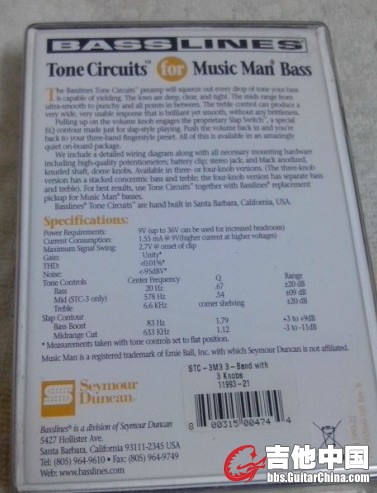 BASSLINES
Tone Circuits™ for Music Man® Bass
The Basslines Tone Circuits™ preamp will squeeze out every drop of tone your bass
is capable of yielding. The lows are deep, clear, and tight. The mids range from
ultra-smooth to punchy and all points in between. The treble control can produce a
very wide, very usable response that is brilliant yet smooth, without any brittleness.
Pulling up on the volume knob engages the proprietary Slap Switch™, a special
EQ contour made just for slap-style playing. Push the volume back in and you're
back to your three-band fingerstyle preset. All of this is available in an amazingly
quiet on-board package.
We include a detailed wiring diagram along with all necessary mounting hardware
including high-quality potentiometers; battery clip; stereo jack; and black anodized,
knurled shaft, dome knobs. Available in three- or four-knob versions. (The three-knob
version has a stacked concentric bass and treble; the four-knob version has separate bass
and treble). For best results, use Tone Circuits™ together with Basslines® replacement
pickup for Music Man® basses.
Basslines® Tone Circuits™ are hand built in Santa Barbara, California, USA.
Specifications:
Power Requirements: 9V (up to 36V can be used for increased headroom)
Current Consumption: 1.55 mA @ 9V(higher current at higher voltages)
Maximum Signal Swing: 2.7V @ onset of clip
Gain: Unity*
THD: <0.01%*
Noise: <-95dBV*
Tone Controls Center Frequency Q Range
Bass 20 Hz .67 ±20 dB
Mid (STC-3 only) 578 Hz .54 ±09 dB
Treble 6.6 KHz corner shelving ±20 dB
Slap Contour
Bass Boost 83 Hz 1.79 +3 to +9dB
Midrange Cut 633 KHz 1.12 -3 to -11dB
* Measurements taken with tone controls set to flat position.
Music Man is a registered trademark of Ernie Ball, Inc. with which Seymour Duncan is not affiliated.
Seymour
Duncan®
STC-3M3 3-Band with
3 Knobs
11993-21
8 00315 00474 4
Basslines® is a division of Seymour Duncan
5427 Hollister Ave.
Santa Barbara, California 93111-2345 USA
Tel: (805) 964-9610 • Fax: (805) 964-9749
Web: www.basslines.com
吉他中国
bbs.GuitarChina.com